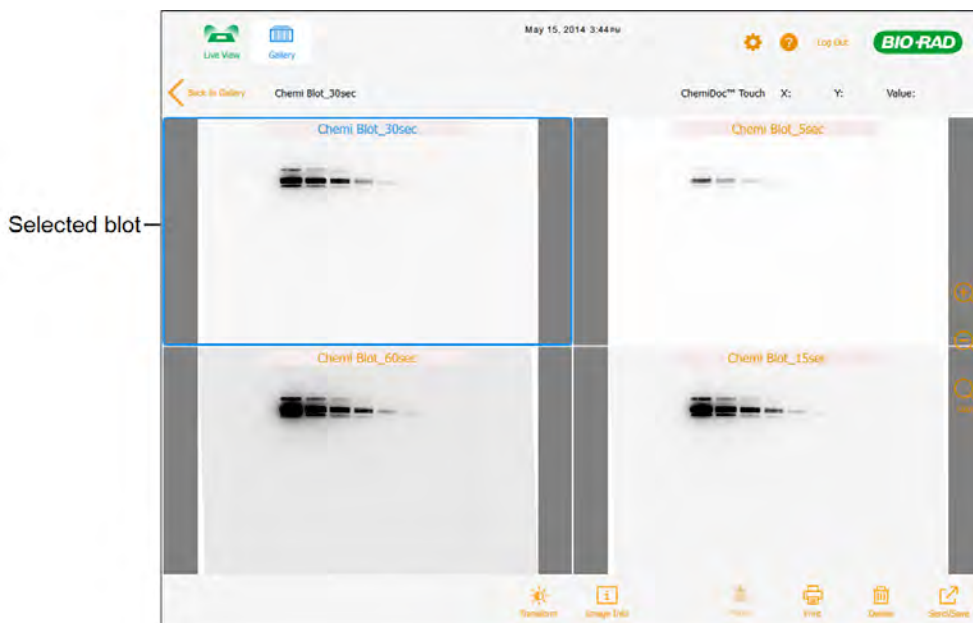 May 15, 2014 3:44 PM
Live View
Gallery
Log Out
BIO-RAD
Back to Gallery
Chemi Blot_30sec
ChemiDoc™ Touch X: Y: Value:
Chemi Blot_30sec
Chemi Blot_5sec
Selected blot
Chemi Blot_60sec
Chemi Blot_15sec
Transform
Image Info
Print
Delete
Send/Save